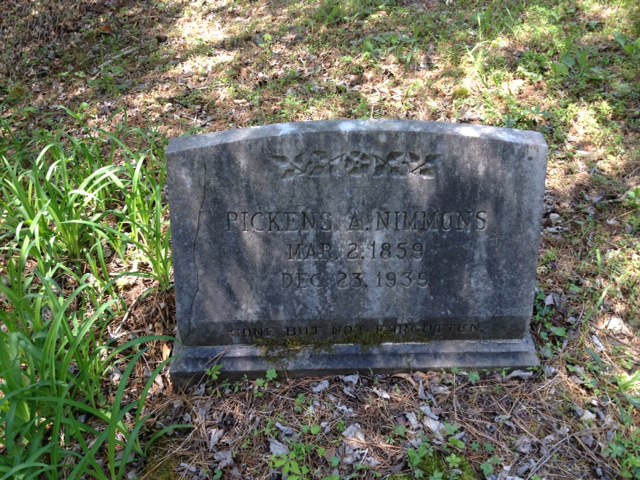 PICKENS A. NIMMONS
MAR. 2, 1859
DEC. 23, 1939
GONE BUT NOT FORGOTTEN